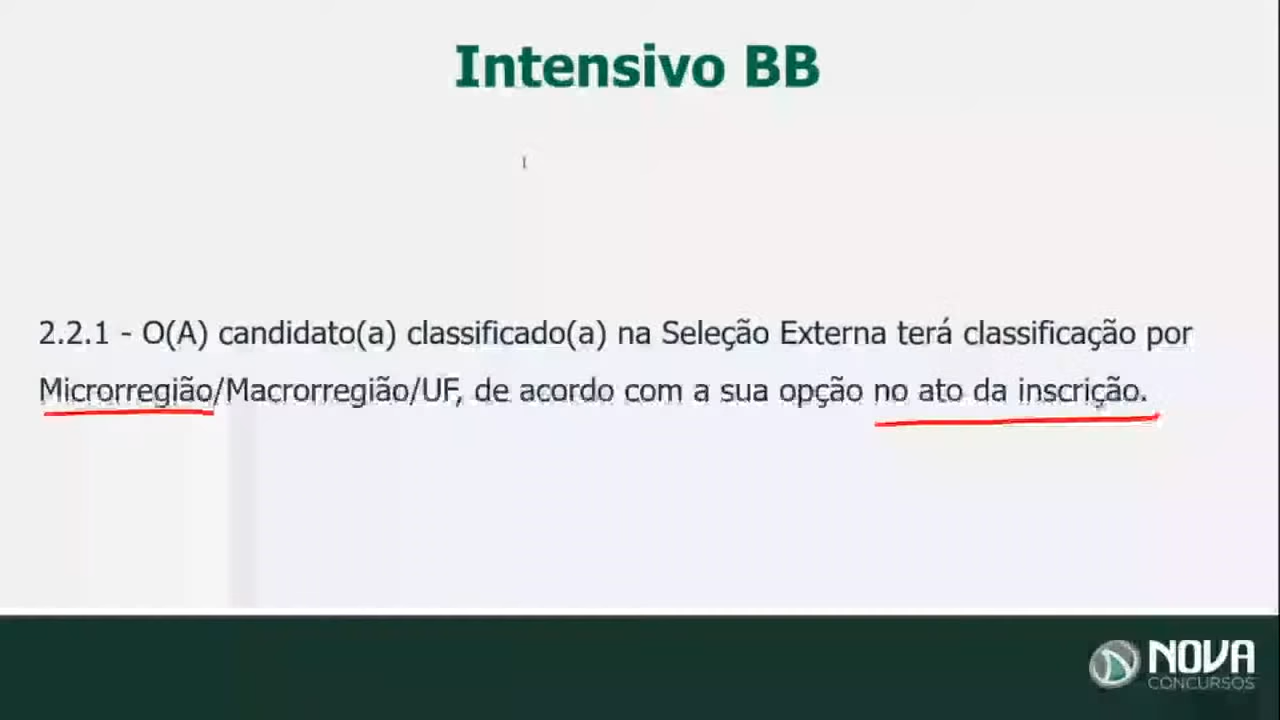 Intensivo BB
2.2.1 - O(A) candidato(a) classificado(a) na Seleção Externa terá classificação por
Microrregião/Macrorregião/UF, de acordo com a sua opção no ato da inscrição.
NOVA
CONCURSOS